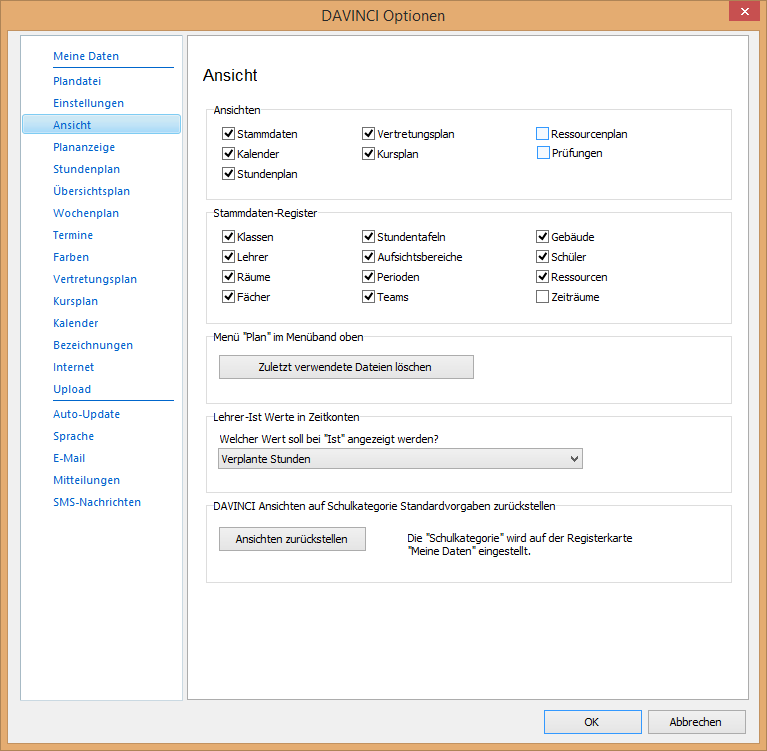 DAVINCI Optionen
Meine Daten
Plandatei
Einstellungen
Ansicht
Plananzeige
Stundenplan
Übersichtsplan
Wochenplan
Termine
Farben
Vertretungsplan
Kursplan
Kalender
Bezeichnungen
Internet
Upload
Auto-Update
Sprache
E-Mail
Mitteilungen
SMS-Nachrichten
Ansicht
Ansichten
Stammdaten Vertretungsplan Ressourcenplan
Kalender Kursplan Prüfungen
Stundenplan
Stammdaten-Register
Klassen Stundentafeln Gebäude
Lehrer Aufsichtsbereiche Schüler
Räume Perioden Ressourcen
Fächer Teams Zeiträume
Menü "Plan" im Menüband oben
Zuletzt verwendete Dateien löschen
Lehrer-Ist Werte in Zeitkonten
Welcher Wert soll bei "Ist" angezeigt werden?
Verplante Stunden
DAVINCI Ansichten auf Schulkategorie Standardvorgaben zurückstellen
Ansichten zurückstellen
Die "Schulkategorie" wird auf der Registerkarte
"Meine Daten" eingestellt.
OK Abbrechen